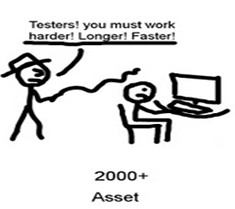 Testers! you must work
harder! Longer! Faster!
2000+
Asset